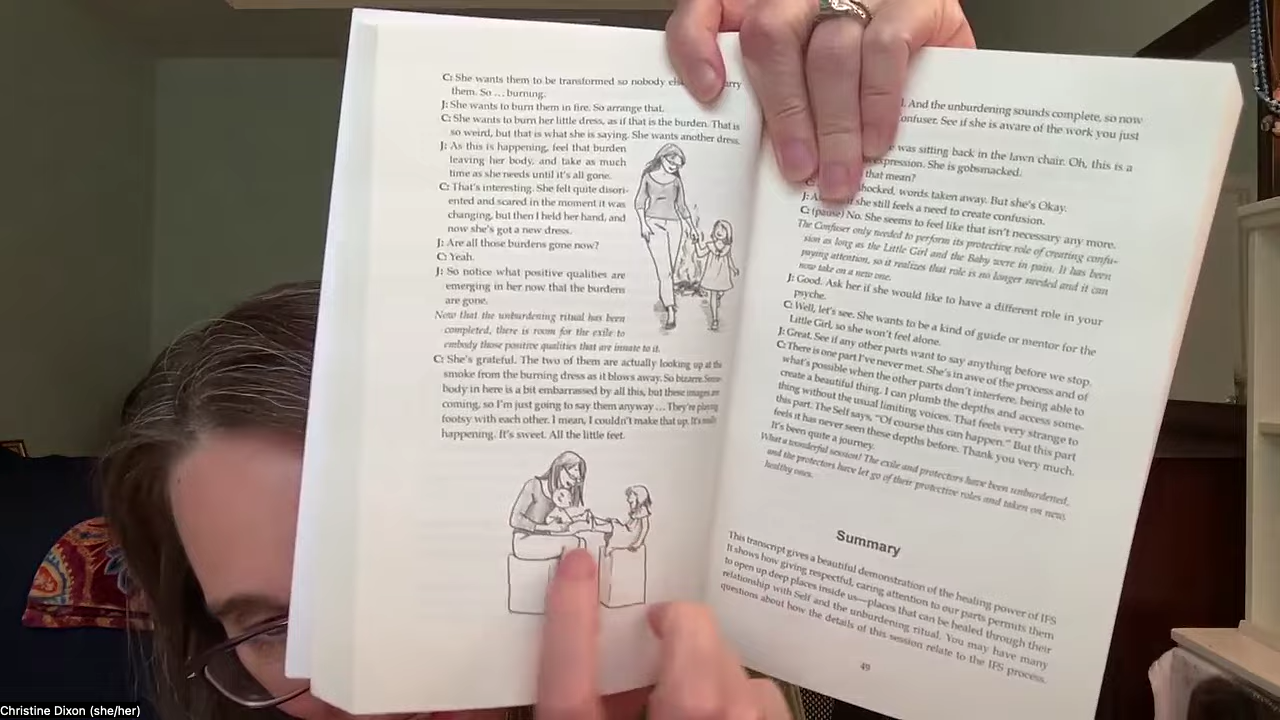 C: She wants them to be transformed so nobody else
them. So ... burning.
J: She wants to burn them in fire. So arrange that.
C: She wants to burn her little dress, as if that is the burden. That is
so weird, but that is what she is saying. She wants another dress.
J: As this is happening, feel that burden
leaving her body, and take as much
time as she needs until it's all gone.
C: That's interesting. She felt quite disori-
ented and scared in the moment it was
changing, but then I held her hand, and
now she's got a new dress.
J: Are all those burdens gone now?
C: Yeah.
J: So notice what positive qualities are
emerging in her now that the burdens
are gone.
Now that the unburdening ritual has been
completed, there is room for the exile to
embody those positive qualities that are innate to it.
C: She's grateful. The two of them are actually looking up at the
smoke from the burning dress as it blows away. So bizarre. Some-
body in here is a bit embarrassed by all this, but these images are
coming, so I'm just going to say them anyway ... They're playing
footsy with each other. I mean, I couldn't make that up. It's really
happening. It's sweet. All the little feet.
And the unburdening sounds complete, so now
onfuser. See if she is aware of the work you just
was sitting back in the lawn chair. Oh, this is a
expression. She is gobsmacked.
that mean?
hocked, words taken away. But she's Okay.
she still feels a need to create confusion.
C: (pause) No. She seems to feel like that isn't necessary any more.
The Confuser only needed to perform its protective role of creating confu-
sion as long as the Little Girl and the Baby were in pain. It has been
paying attention, so it realizes that role is no longer needed and it can
now take on a new one.
J: Good. Ask her if she would like to have a different role in your
psyche.
C: Well, let's see. She wants to be a kind of guide or mentor for the
Little Girl, so she won't feel alone.
J: Great. See if any other parts want to say anything before we stop.
C: There is one part I've never met. She's in awe of the process and of
what's possible when the other parts don't interfere, being able to
create a beautiful thing. I can plumb the depths and access some-
thing without the usual limiting voices. That feels very strange to
this part. The Self says, "Of course this can happen." But this part
feels it has never seen these depths before. Thank you very much.
It's been quite a journey.
What a wonderful session! The exile and protectors have been unburdened,
and the protectors have let go of their protective roles and taken on new,
healthy ones.
Summary
This transcript gives a beautiful demonstration of the healing power of IFS
It shows how giving respectful, caring attention to our parts permits them
to open up deep places inside us—places that can be healed through their
relationship with Self and the unburdening ritual. You may have many
questions about how the details of this session relate to the IFS process.
49
Christine Dixon (she/her)